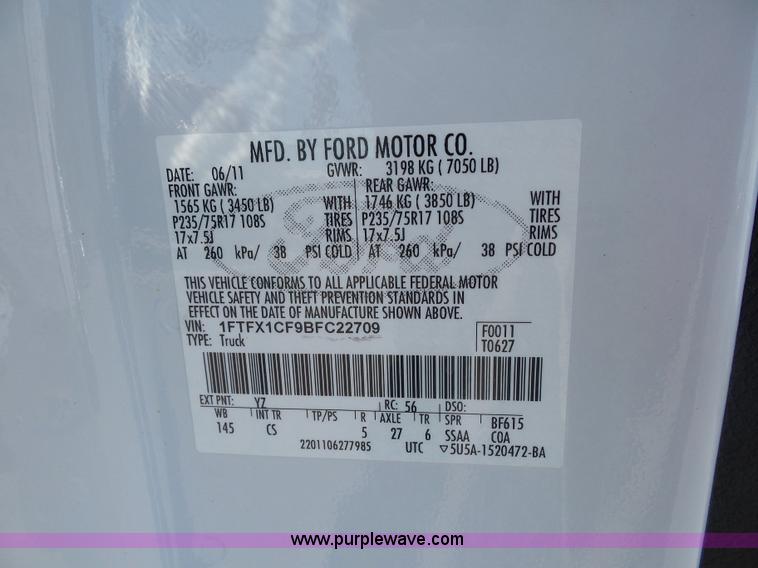 MFD. BY FORD MOTOR CO.
DATE: 06/11 GVWR: 3198 KG ( 7050 LB)
FRONT GAWR: REAR GAWR:
1565 KG ( 3450 LB) WITH 1746 KG ( 3850 LB) WITH
P235/75R17 108S TIRES P235/75R17 108S TIRES
17x7.5J RIMS 17x7.5J RIMS
AT 260 kPa/ 38 PSI COLD AT 260 kPa/ 38 PSI COLD
Ford
THIS VEHICLE CONFORMS TO ALL APPLICABLE FEDERAL MOTOR
VEHICLE SAFETY AND THEFT PREVENTION STANDARDS IN
EFFECT ON THE DATE OF MANUFACTURE SHOWN ABOVE.
VIN: 1FTFX1CF9BFC22709 F0011
TYPE: Truck T0627
EXT PNT: YZ RC: 56 DSO:
WB INT TR TP/PS R AXLE TR SPR BF615
145 CS 5 27 6 SSAA COA
2201106277985 UTC ▽5U5A-1520472-BA
www.purplewave.com